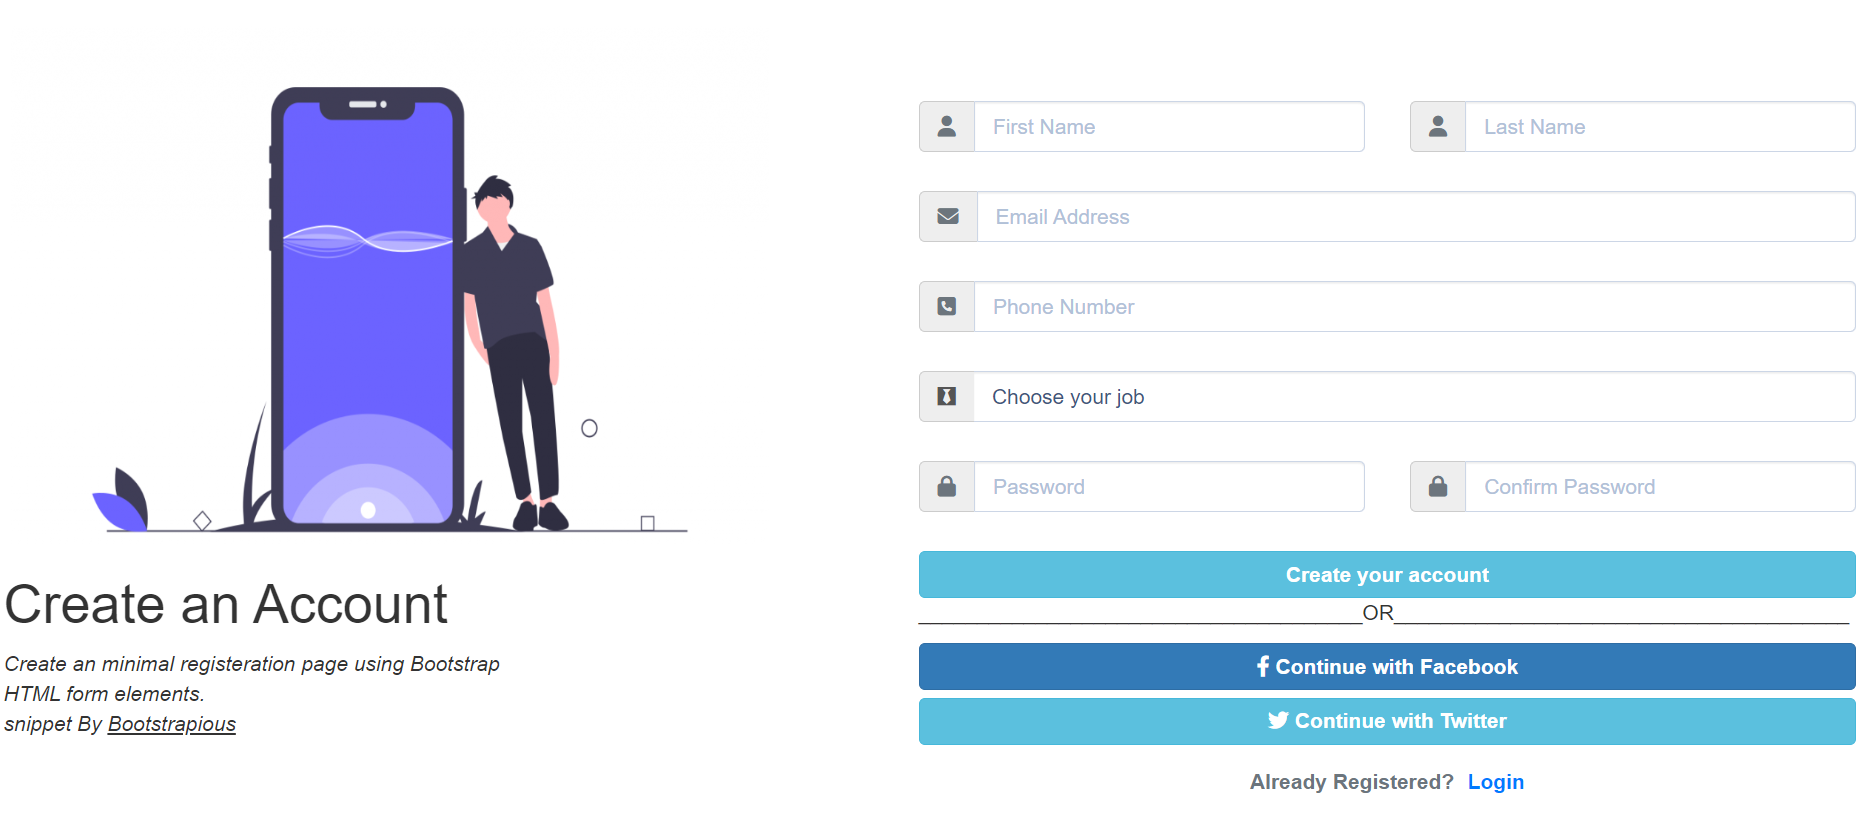 First Name
Last Name
Email Address
Phone Number
Choose your job
Password
Confirm Password
Create your account
OR
Continue with Facebook
Continue with Twitter
Already Registered? Login
Create an Account
Create an minimal registeration page using Bootstrap
HTML form elements.
snippet By Bootstrapious